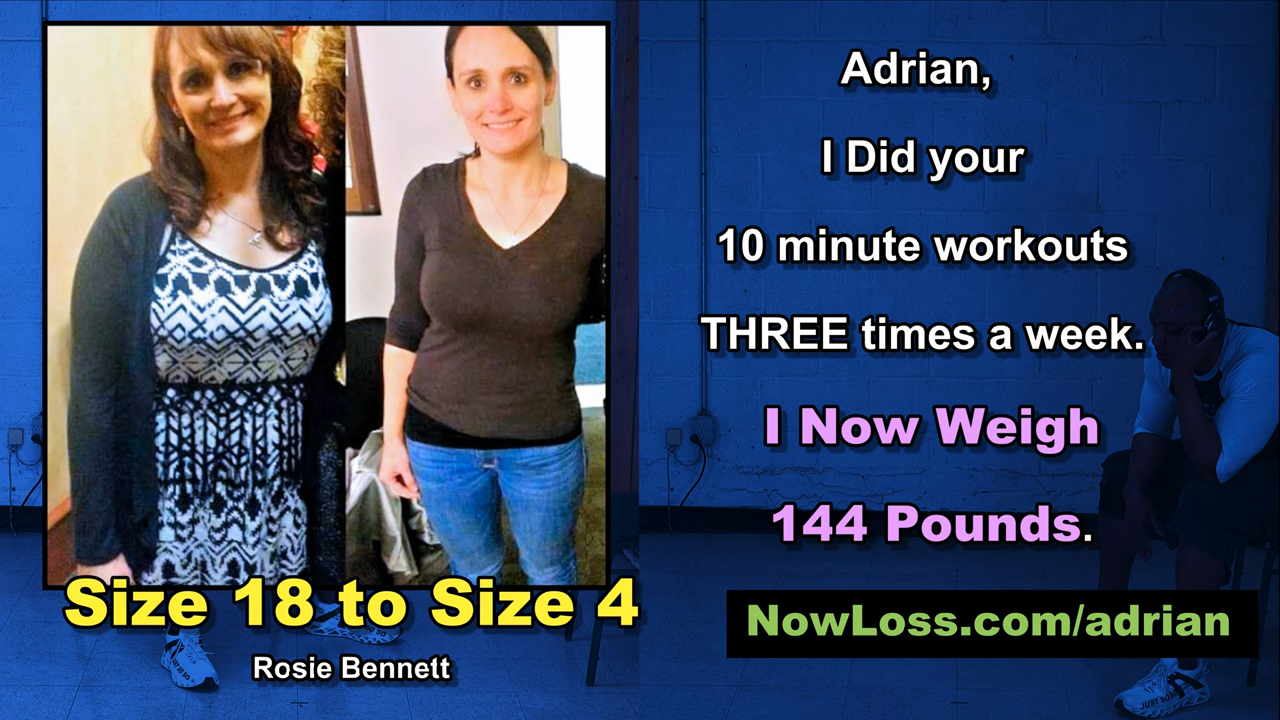 Adrian,
I Did your
10 minute workouts
THREE times a week.
I Now Weigh
144 Pounds.
NowLoss.com/adrian
Size 18 to Size 4
Rosie Bennett